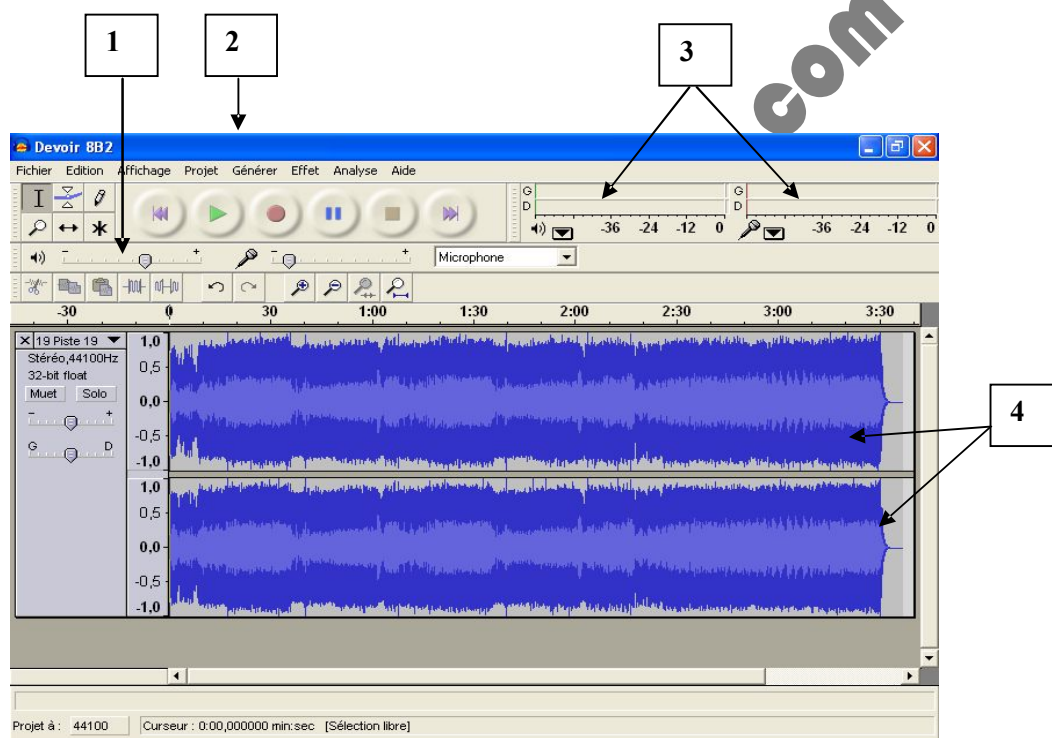 1
2
3
com
Devoir 8B2
Fichier Edition Affichage Projet Générer Effet Analyse Aide
G
D
-36 -24 -12 0
G
D
-36 -24 -12 0
- +
- +
Microphone
-30 0 30 1:00 1:30 2:00 2:30 3:00 3:30
19 Piste 19
Stéréo,44100Hz
32-bit float
Muet Solo
- +
G D
1,0
0,5
0,0
-0,5
-1,0
1,0
0,5
0,0
-0,5
-1,0
4
Projet à : 44100 Curseur : 0:00,000000 min:sec [Sélection libre]